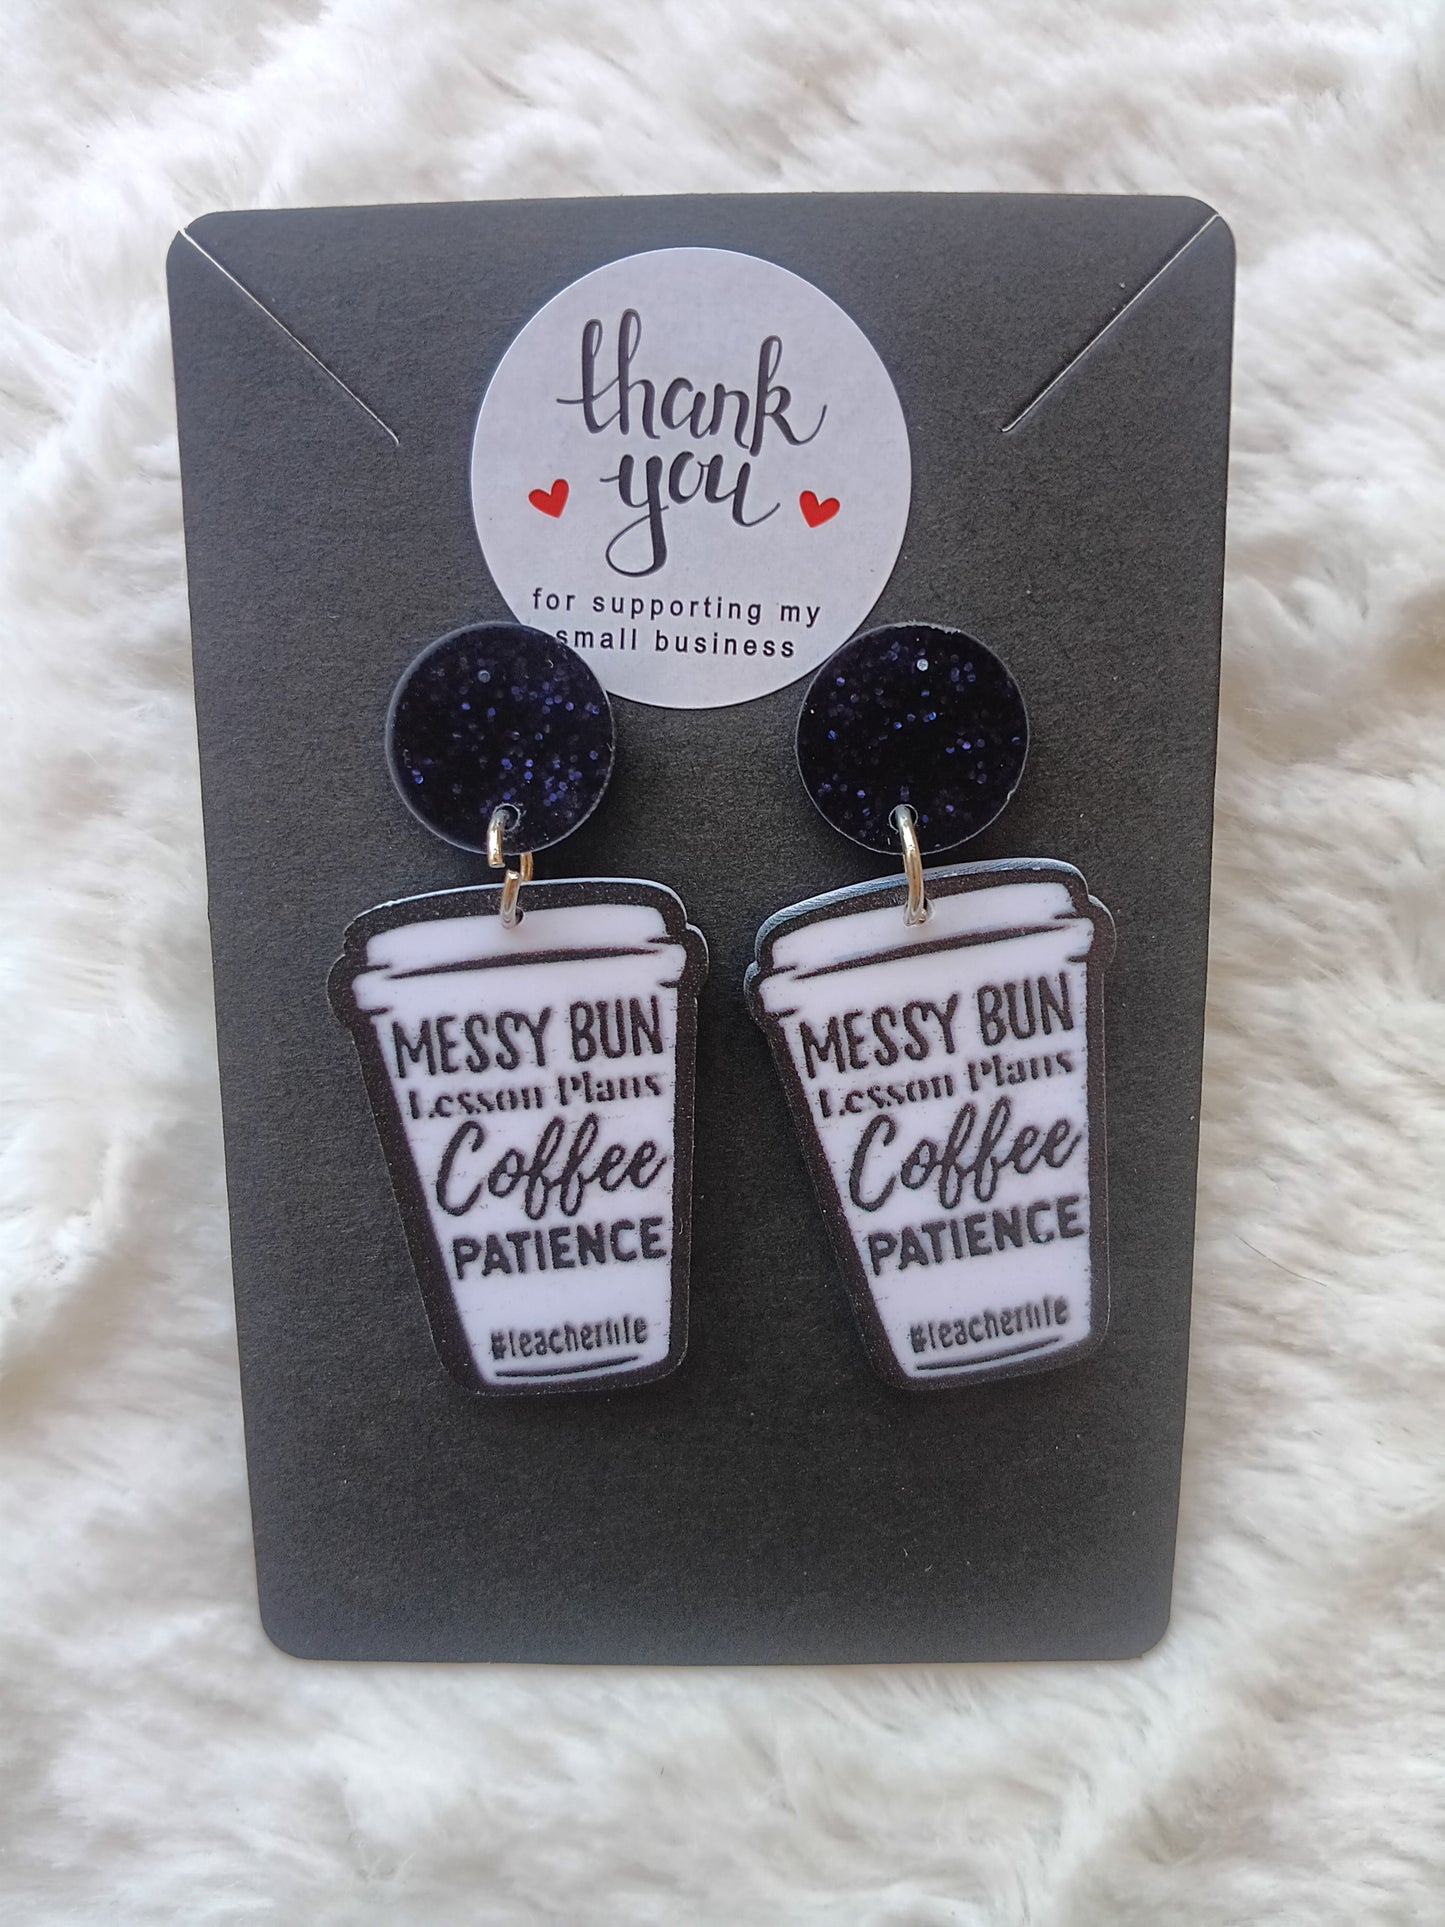 thank
you
for supporting my
small business
MESSY BUN
Lesson Plans
Coffee
PATIENCE
#teacherlife
MESSY BUN
Lesson Plans
Coffee
PATIENCE
#teacherlife